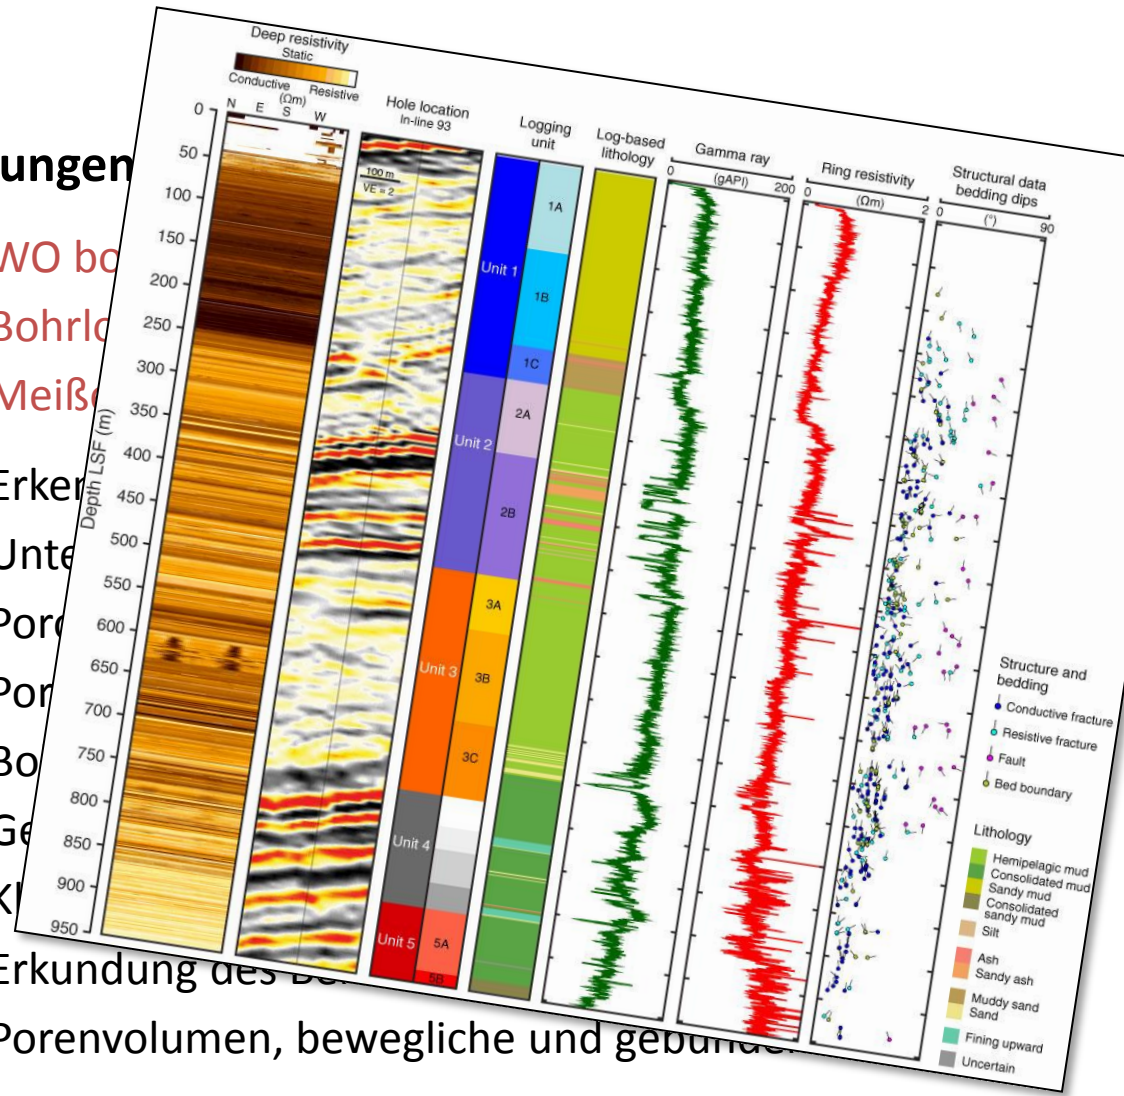 ungen
WO bo
Bohrlo
Meiß
Erker
Unte
Porc
Por
Bo
Ge
Kl
Erkundung des
Porenvolumen, bewegliche und
Deep resistivity
Static
Conductive Resistive
(Ωm)
N E S W
Depth LSF (m)
0
50
100
150
200
250
300
350
400
450
500
550
600
650
700
750
800
850
900
950
Hole location
In-line 93
100 m
VE = 2
Logging
unit
Unit 1
1A
1B
1C
Unit 2
2A
2B
Unit 3
3A
3B
3C
Unit 4
Unit 5
5A
5B
Log-based
lithology
Gamma ray
0 (gAPI) 200
Ring resistivity
0 (Ωm) 2
Structural data
bedding dips
0 (°) 90
Structure and
bedding
Conductive fracture
Resistive fracture
Fault
Bed boundary
Lithology
Hemipelagic mud
Consolidated mud
Sandy mud
Consolidated
sandy mud
Silt
Ash
Sandy ash
Muddy sand
Sand
Fining upward
Uncertain